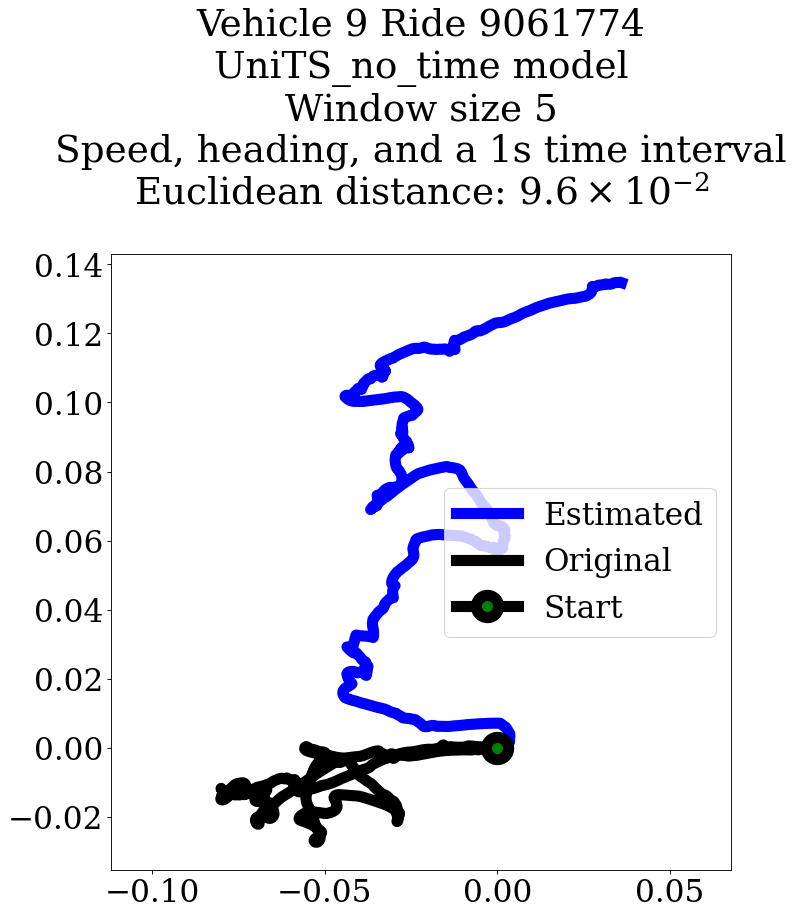 Vehicle 9 Ride 9061774
UniTS_no_time model
Window size 5
Speed, heading, and a 1s time interval
Euclidean distance: 9.6 × 10⁻²
0.14
0.12
0.10
0.08
0.06
0.04
0.02
0.00
−0.02
Estimated
Original
Start
−0.10
−0.05
0.00
0.05